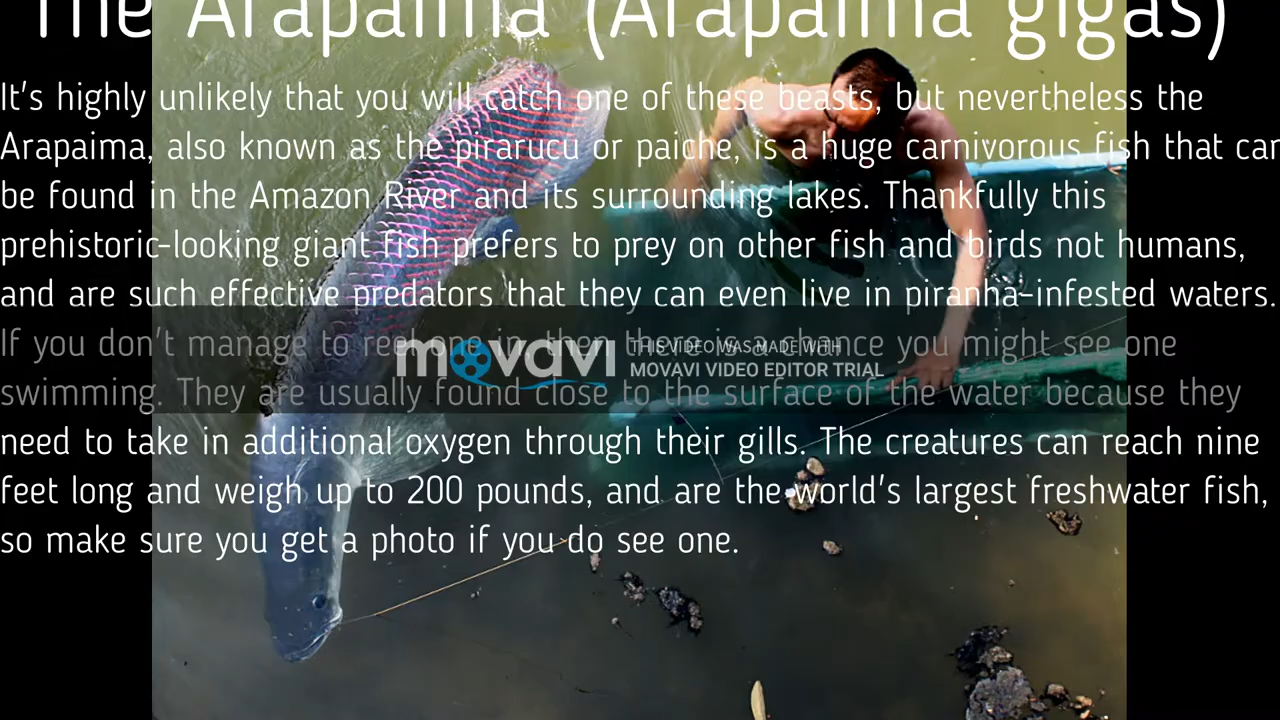 The Arapaima (Arapaima gigas)
It's highly unlikely that you will catch one of these beasts, but nevertheless the
Arapaima, also known as the pirarucu or paiche, is a huge carnivorous fish that can
be found in the Amazon River and its surrounding lakes. Thankfully this
prehistoric-looking giant fish prefers to prey on other fish and birds not humans,
and are such effective predators that they can even live in piranha-infested waters.
If you don't manage to reel one in, then there is a chance you might see one
movavi
THIS VIDEO WAS MADE WITH
MOVAVI VIDEO EDITOR TRIAL
swimming. They are usually found close to the surface of the water because they
need to take in additional oxygen through their gills. The creatures can reach nine
feet long and weigh up to 200 pounds, and are the world's largest freshwater fish,
so make sure you get a photo if you do see one.